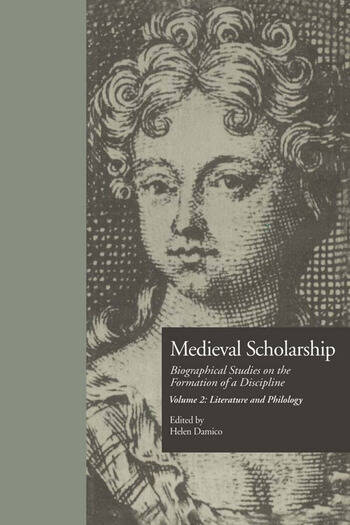 Medieval Scholarship
Biographical Studies on the
Formation of a Discipline
Volume 2: Literature and Philology
Edited by
Helen Damico